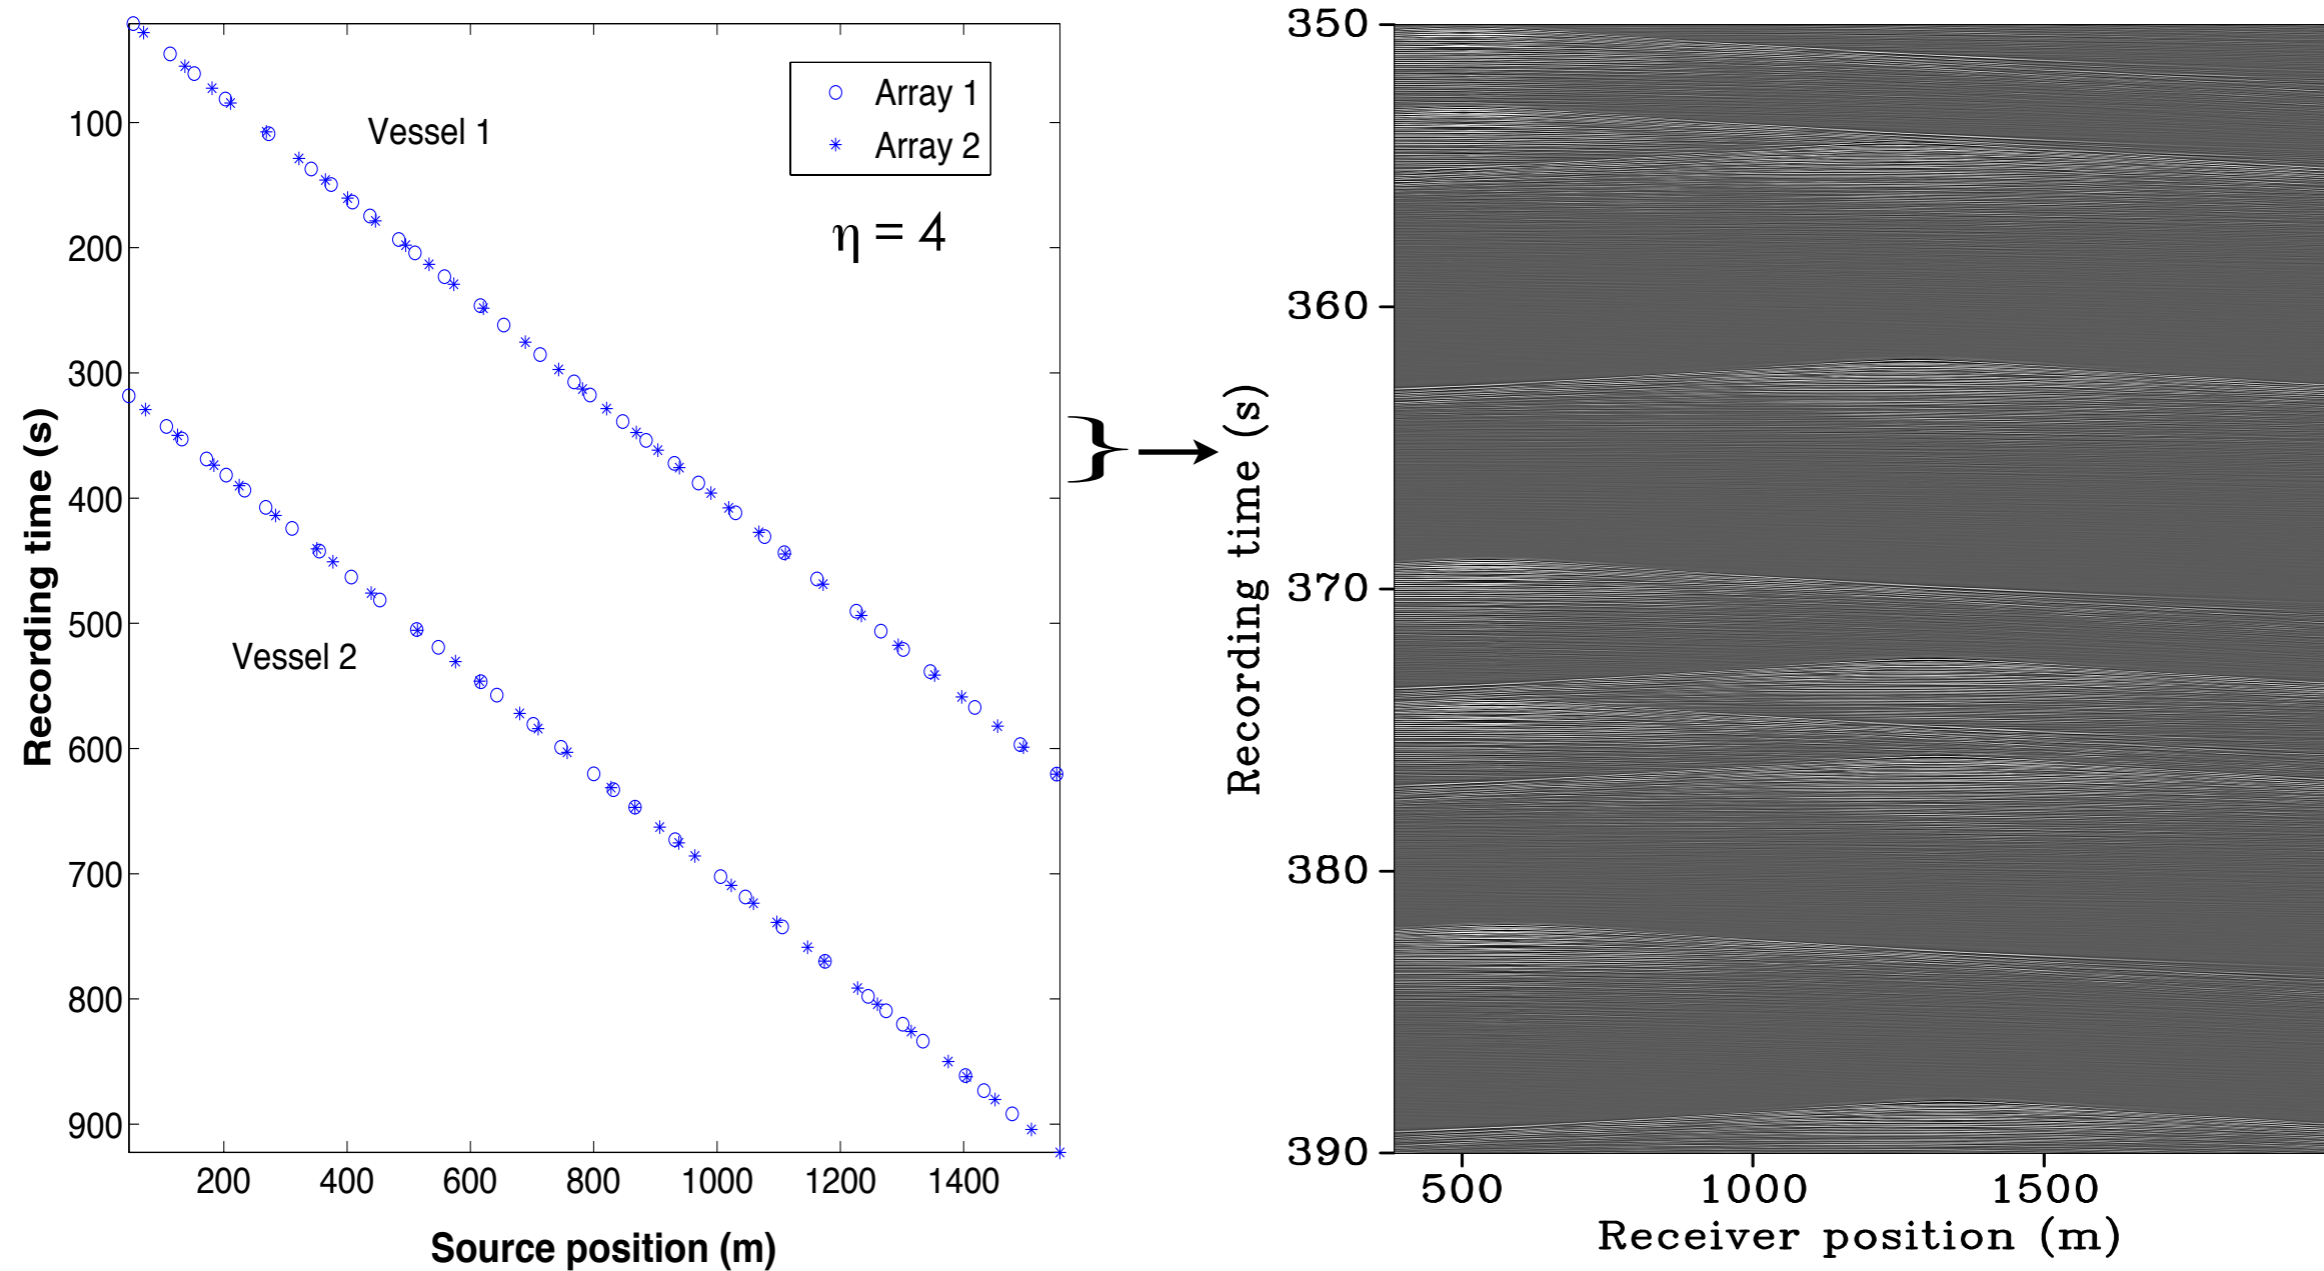 Array 1
Array 2
η = 4
Vessel 1
Vessel 2
100
200
300
400
500
600
700
800
900
Recording time (s)
200
400
600
800
1000
1200
1400
Source position (m)
350
360
370
380
390
Recording time (s)
500
1000
1500
Receiver position (m)